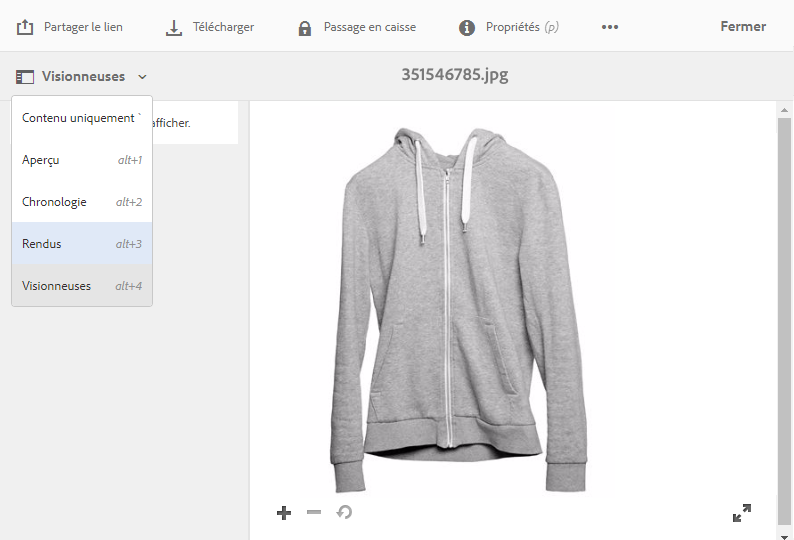 Partager le lien
Télécharger
Passage en caisse
Propriétés (p)
Fermer
Visionneuses
351546785.jpg
Contenu uniquement `
afficher.
Aperçu alt+1
Chronologie alt+2
Rendus alt+3
Visionneuses alt+4